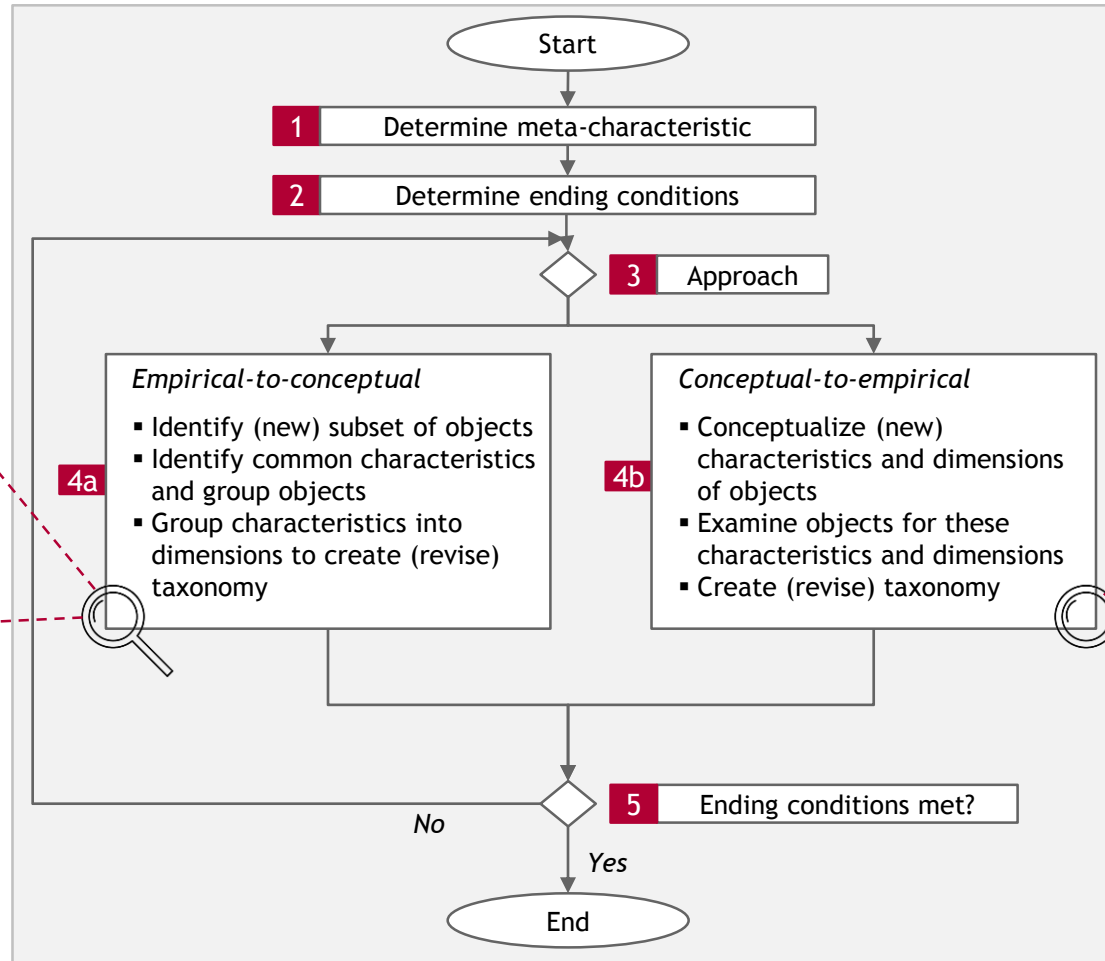 Start
1 Determine meta-characteristic
2 Determine ending conditions
3 Approach
4a
Empirical-to-conceptual
▪ Identify (new) subset of objects
▪ Identify common characteristics
and group objects
▪ Group characteristics into
dimensions to create (revise)
taxonomy
4b
Conceptual-to-empirical
▪ Conceptualize (new)
characteristics and dimensions
of objects
▪ Examine objects for these
characteristics and dimensions
▪ Create (revise) taxonomy
5 Ending conditions met?
No
Yes
End